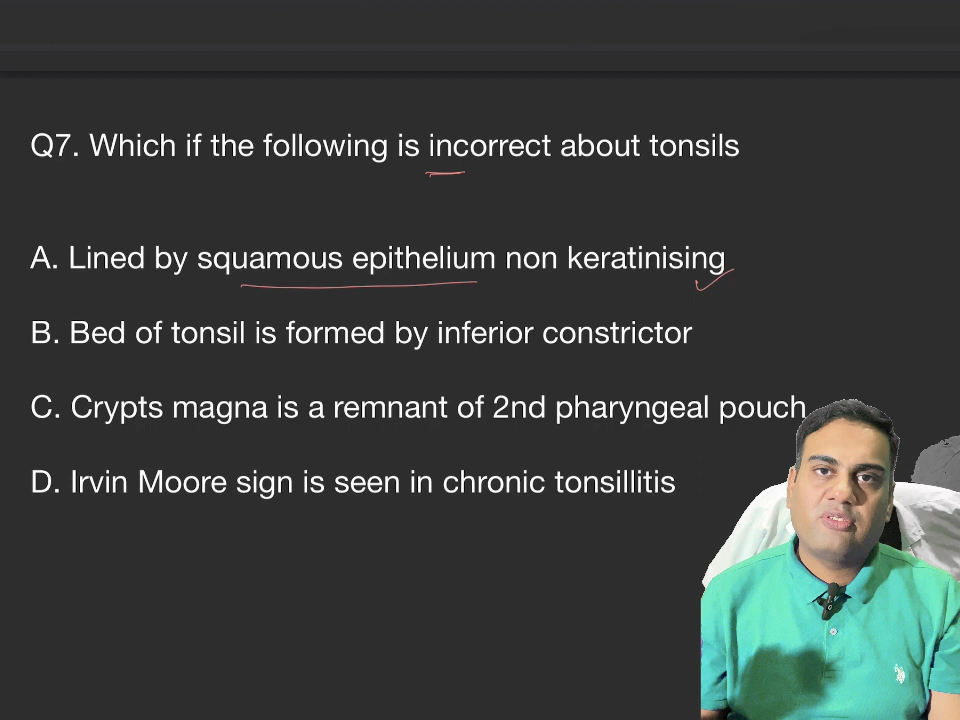 Q7. Which if the following is incorrect about tonsils
A. Lined by squamous epithelium non keratinising
B. Bed of tonsil is formed by inferior constrictor
C. Crypts magna is a remnant of 2nd pharyngeal pouch
D. Irvin Moore sign is seen in chronic tonsillitis